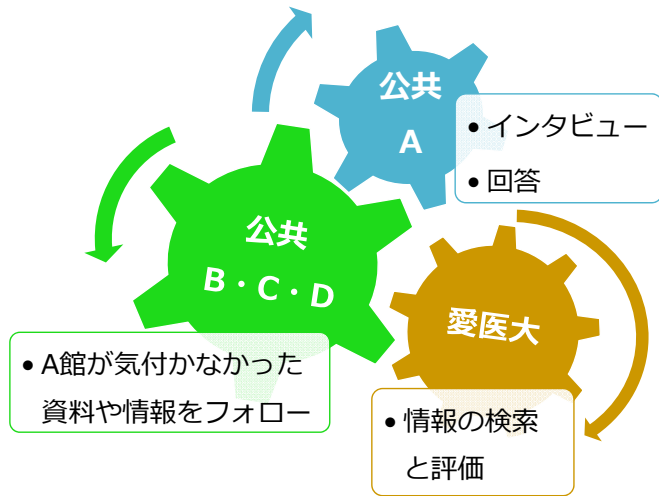 公共
A
• インタビュー
• 回答
公共
B・C・D
• A館が気付かなかった
資料や情報をフォロー
愛医大
• 情報の検索
と評価